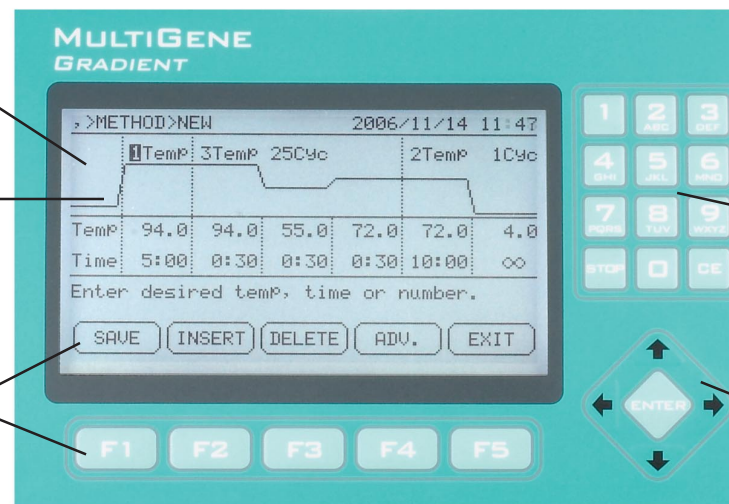 MULTIGENE
GRADIENT
, >METHOD>NEW 2006/11/14 11:47
1Temp 3Temp 25Cyc 2Temp 1Cyc
Temp 94.0 94.0 55.0 72.0 72.0 4.0
Time 5:00 0:30 0:30 0:30 10:00 ∞
Enter desired temp, time or number.
SAVE INSERT DELETE ADV. EXIT
F1 F2 F3 F4 F5
1 2 ABC 3 DEF
4 GHI 5 JKL 6 MNO
7 PQRS 8 TUV 9 WXYZ
STOP 0 CE
ENTER